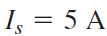 Iₛ = 5 A